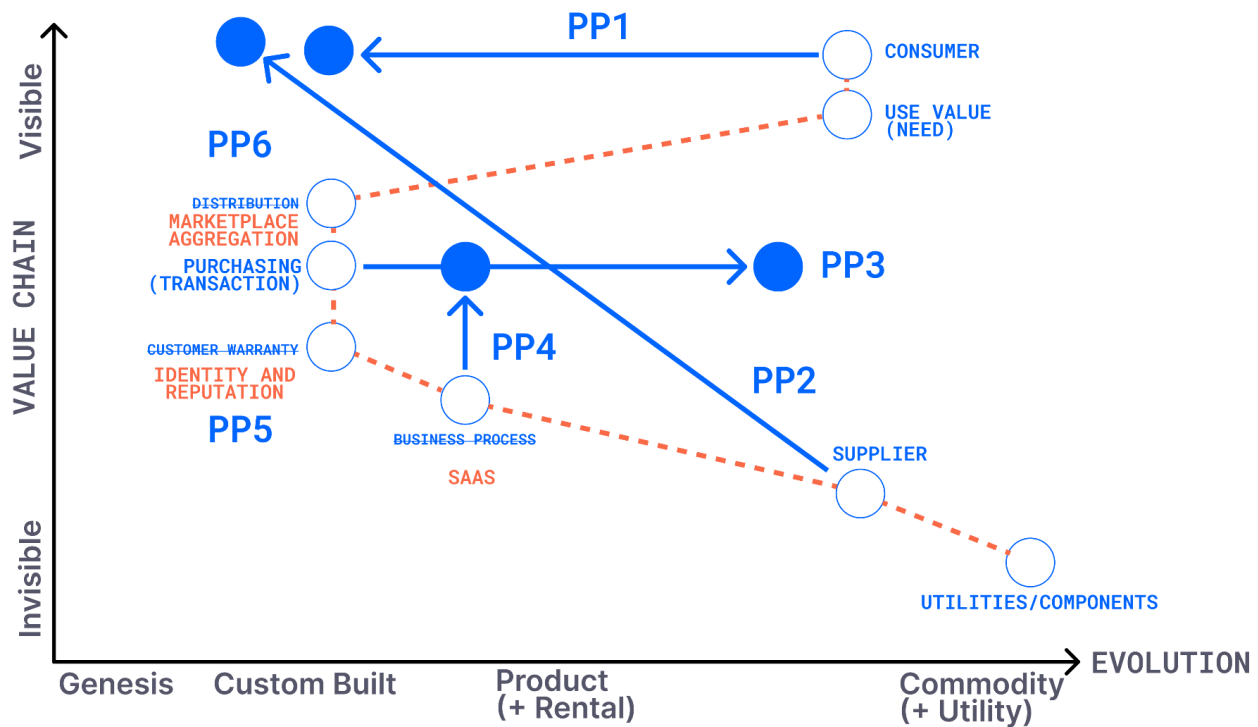 PP1
CONSUMER
USE VALUE
(NEED)
Visible
PP6
DISTRIBUTION
MARKETPLACE
AGGREGATION
PURCHASING
(TRANSACTION)
PP3
VALUE CHAIN
CUSTOMER WARRANTY
IDENTITY AND
REPUTATION
PP4
PP2
PP5
BUSINESS PROCESS
SAAS
SUPPLIER
Invisible
UTILITIES/COMPONENTS
EVOLUTION
Genesis
Custom Built
Product
(+ Rental)
Commodity
(+ Utility)